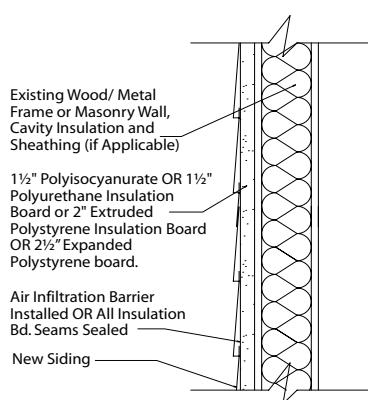 Existing Wood/ Metal
Frame or Masonry Wall,
Cavity Insulation and
Sheathing (if Applicable)
1½" Polyisocyanurate OR 1½"
Polyurethane Insulation
Board or 2" Extruded
Polystyrene Insulation Board
OR 2½” Expanded
Polystyrene board.
Air Infiltration Barrier
Installed OR All Insulation
Bd. Seams Sealed
New Siding